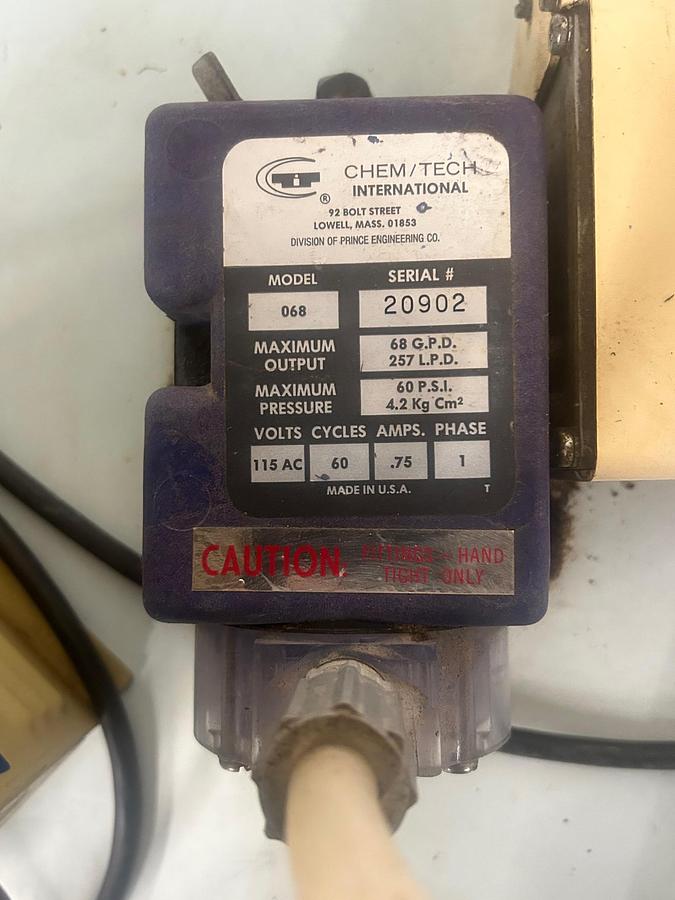 CHEM/TECH
INTERNATIONAL
®
92 BOLT STREET
LOWELL, MASS. 01853
DIVISION OF PRINCE ENGINEERING CO.
MODEL SERIAL #
068 20902
MAXIMUM OUTPUT
68 G.P.D.
257 L.P.D.
MAXIMUM PRESSURE
60 P.S.I.
4.2 Kg Cm²
VOLTS CYCLES AMPS. PHASE
115 AC 60 .75 1
MADE IN U.S.A. T
CAUTION: FITTINGS - HAND
TIGHT ONLY